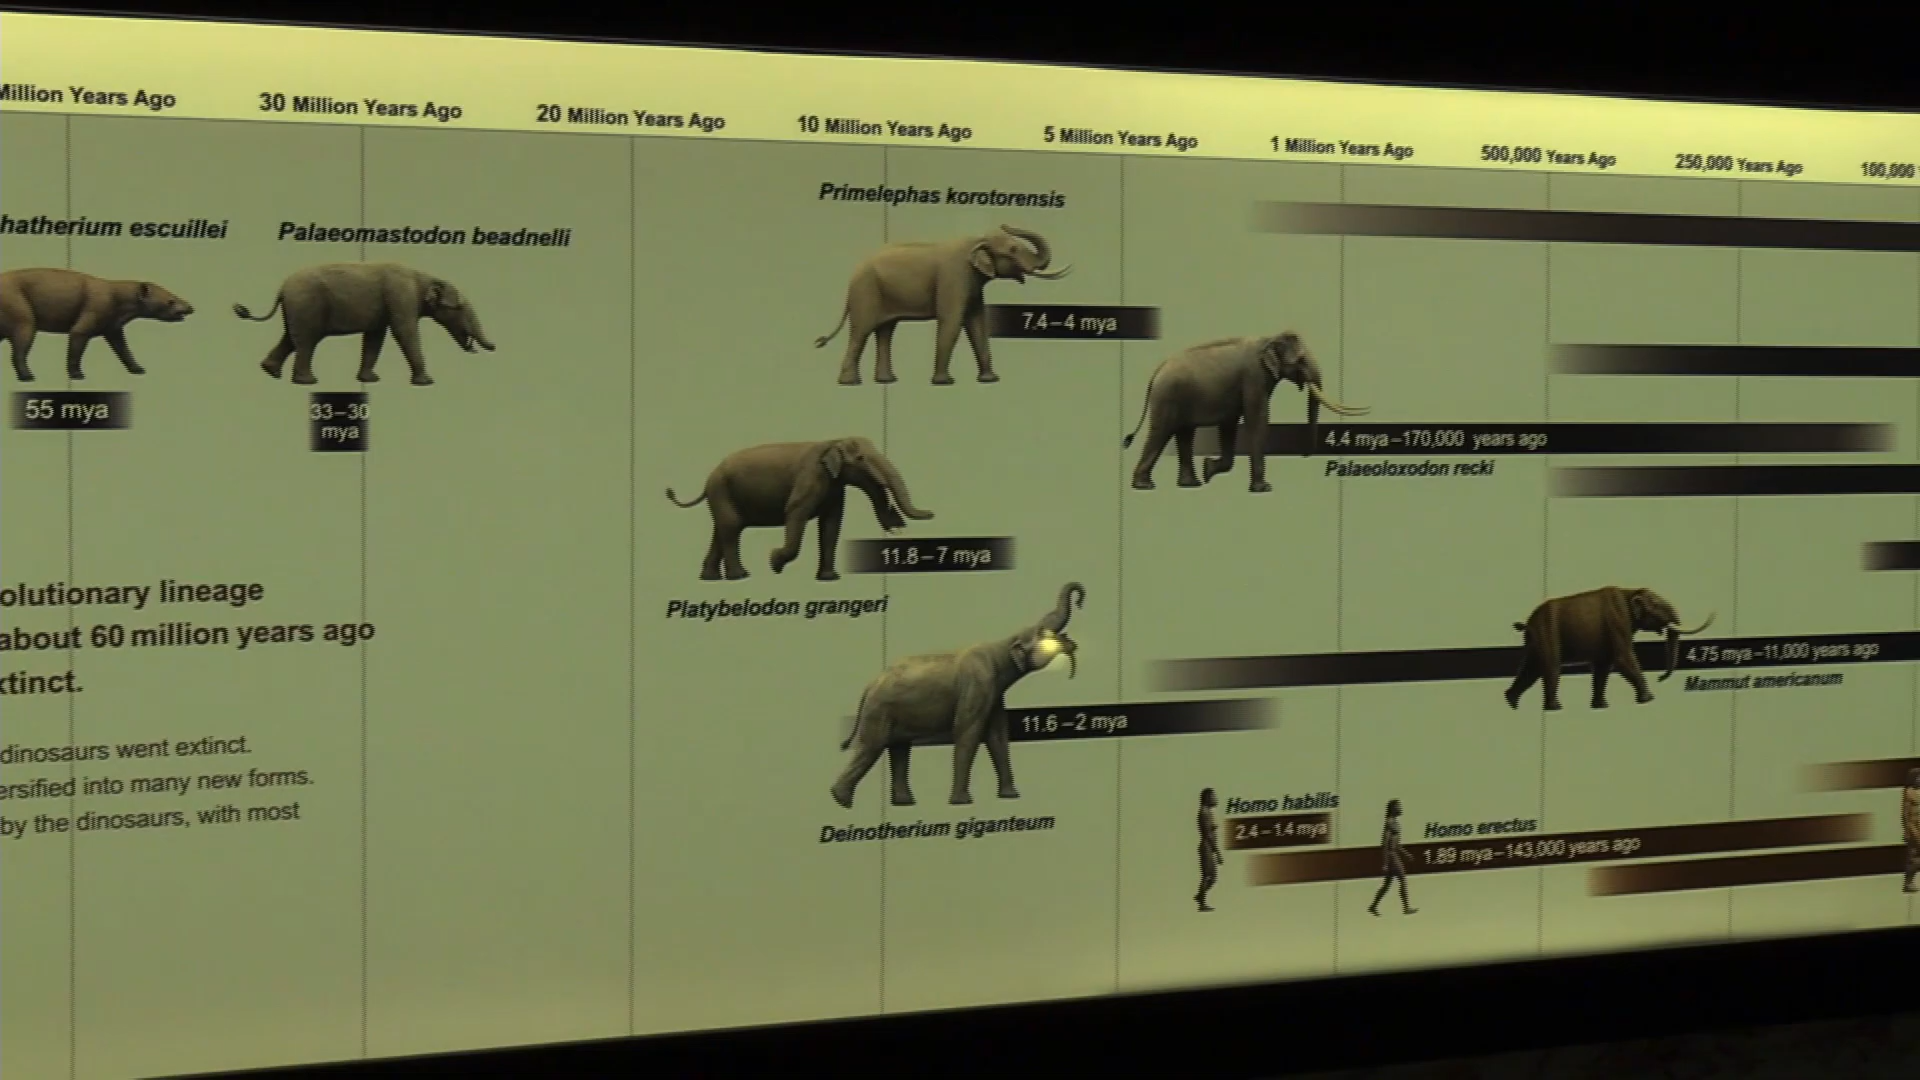 Million Years Ago
30 Million Years Ago
20 Million Years Ago
10 Million Years Ago
5 Million Years Ago
1 Million Years Ago
500,000 Years Ago
250,000 Years Ago
100,000
hatherium escuillei
Palaeomastodon beadnelli
Primelephas korotorensis
7.4–4 mya
55 mya
33–30
mya
4.4 mya–170,000 years ago
Palaeoloxodon recki
11.8–7 mya
Platybelodon grangeri
olutionary lineage
about 60 million years ago
xtinct.
4.75 mya–11,000 years ago
Mammut americanum
11.6–2 mya
dinosaurs went extinct.
ersified into many new forms.
by the dinosaurs, with most
Deinotherium giganteum
Homo habilis
2.4–1.4 mya
Homo erectus
1.89 mya–143,000 years ago